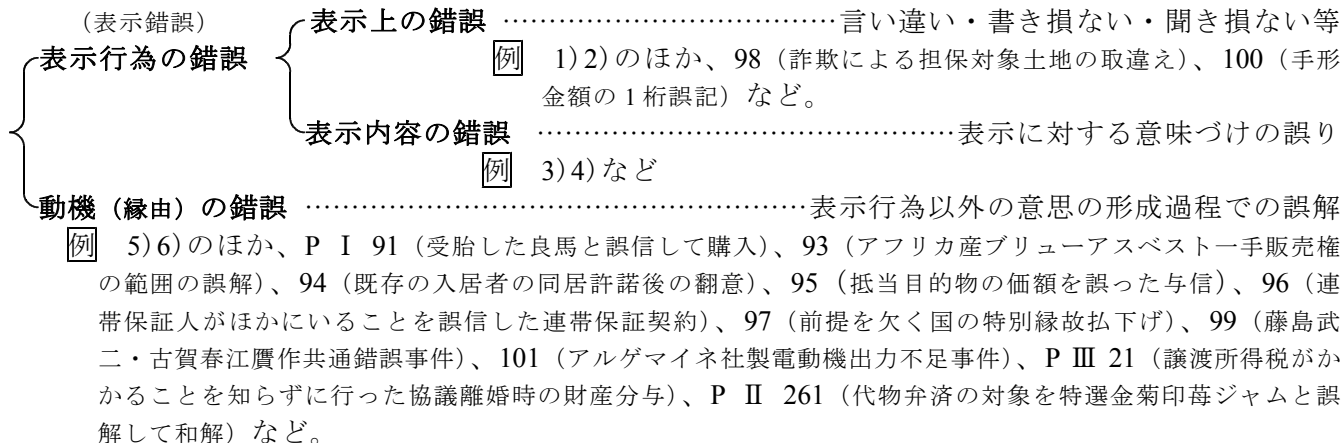 （表示錯誤） 表示上の錯誤 ………………………………言い違い・書き損ない・聞き損ない等
表示行為の錯誤 例 1)2)のほか、98（詐欺による担保対象土地の取違え）、100（手形
金額の1桁誤記）など。
表示内容の錯誤 ………………………………………表示に対する意味づけの誤り
例 3)4)など
動機（縁由）の錯誤 ………………………………………………表示行為以外の意思の形成過程での誤解
例 5)6)のほか、P Ⅰ 91（受胎した良馬と誤信して購入）、93（アフリカ産ブリューアスベスト一手販売権
の範囲の誤解）、94（既存の入居者の同居許諾後の翻意）、95（抵当目的物の価額を誤った与信）、96（連
帯保証人がほかにいることを誤信した連帯保証契約）、97（前提を欠く国の特別縁故払下げ）、99（藤島武
二・古賀春江贋作共通錯誤事件）、101（アルゲマイネ社製電動機出力不足事件）、P Ⅲ 21（譲渡所得税がか
かることを知らずに行った協議離婚時の財産分与）、P Ⅱ 261（代物弁済の対象を特選金菊印苺ジャムと誤
解して和解）など。